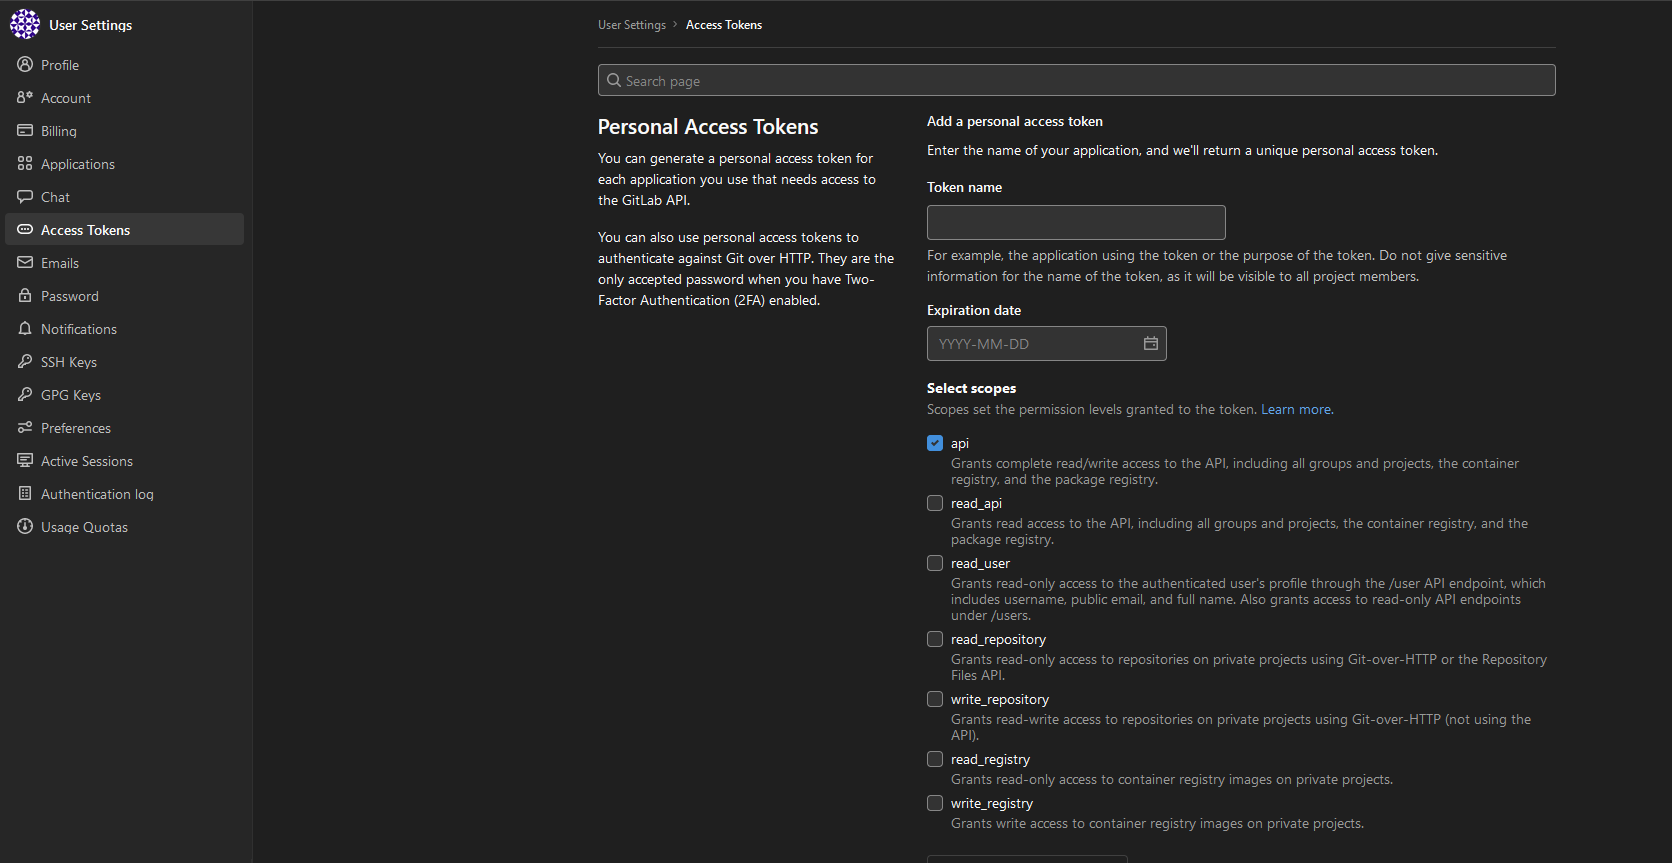 User Settings
Profile
Account
Billing
Applications
Chat
Access Tokens
Emails
Password
Notifications
SSH Keys
GPG Keys
Preferences
Active Sessions
Authentication log
Usage Quotas
User Settings › Access Tokens
Search page
Personal Access Tokens
You can generate a personal access token for
each application you use that needs access to
the GitLab API.
You can also use personal access tokens to
authenticate against Git over HTTP. They are the
only accepted password when you have Two-
Factor Authentication (2FA) enabled.
Add a personal access token
Enter the name of your application, and we'll return a unique personal access token.
Token name
For example, the application using the token or the purpose of the token. Do not give sensitive
information for the name of the token, as it will be visible to all project members.
Expiration date
YYYY-MM-DD
Select scopes
Scopes set the permission levels granted to the token. Learn more.
api
Grants complete read/write access to the API, including all groups and projects, the container
registry, and the package registry.
read_api
Grants read access to the API, including all groups and projects, the container registry, and the
package registry.
read_user
Grants read-only access to the authenticated user's profile through the /user API endpoint, which
includes username, public email, and full name. Also grants access to read-only API endpoints
under /users.
read_repository
Grants read-only access to repositories on private projects using Git-over-HTTP or the Repository
Files API.
write_repository
Grants read-write access to repositories on private projects using Git-over-HTTP (not using the
API).
read_registry
Grants read-only access to container registry images on private projects.
write_registry
Grants write access to container registry images on private projects.